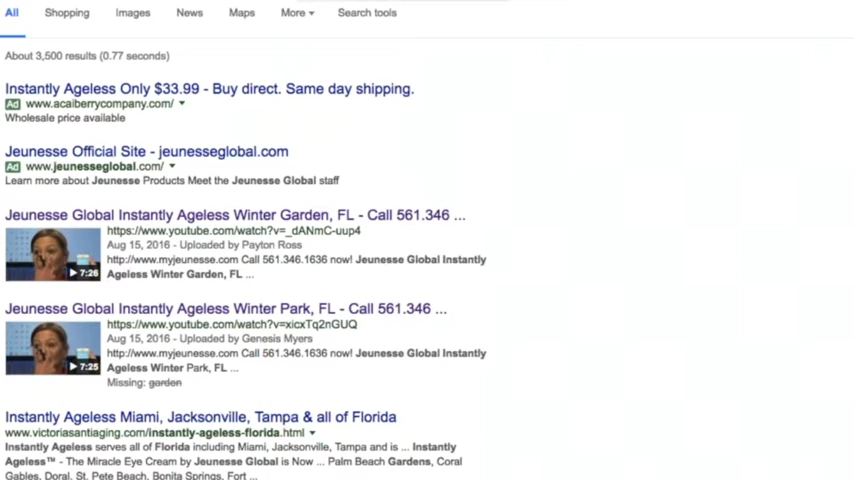 All Shopping Images News Maps More Search tools
About 3,500 results (0.77 seconds)
Instantly Ageless Only $33.99 - Buy direct. Same day shipping.
Ad www.acaiberrycompany.com/
Wholesale price available
Jeunesse Official Site - jeunesseglobal.com
Ad www.jeunesseglobal.com/
Learn more about Jeunesse Products Meet the Jeunesse Global staff
Jeunesse Global Instantly Ageless Winter Garden, FL - Call 561.346 ...
https://www.youtube.com/watch?v=_dANmC-uup4
Aug 15, 2016 - Uploaded by Payton Ross
http://www.myjeunesse.com Call 561.346.1636 now! Jeunesse Global Instantly
Ageless Winter Garden, FL ...
7:26
Jeunesse Global Instantly Ageless Winter Park, FL - Call 561.346 ...
https://www.youtube.com/watch?v=xicxTq2nGUQ
Aug 15, 2016 - Uploaded by Genesis Myers
http://www.myjeunesse.com Call 561.346.1636 now! Jeunesse Global Instantly
Ageless Winter Park, FL ...
7:25
Missing: garden
Instantly Ageless Miami, Jacksonville, Tampa & all of Florida
www.victoriasantiaging.com/instantly-ageless-florida.html
Instantly Ageless serves all of Florida including Miami, Jacksonville, Tampa and is ... Instantly
Ageless™ - The Miracle Eye Cream by Jeunesse Global is Now ... Palm Beach Gardens, Coral
Gables, Doral, St. Pete Beach, Bonita Springs, Fort ...